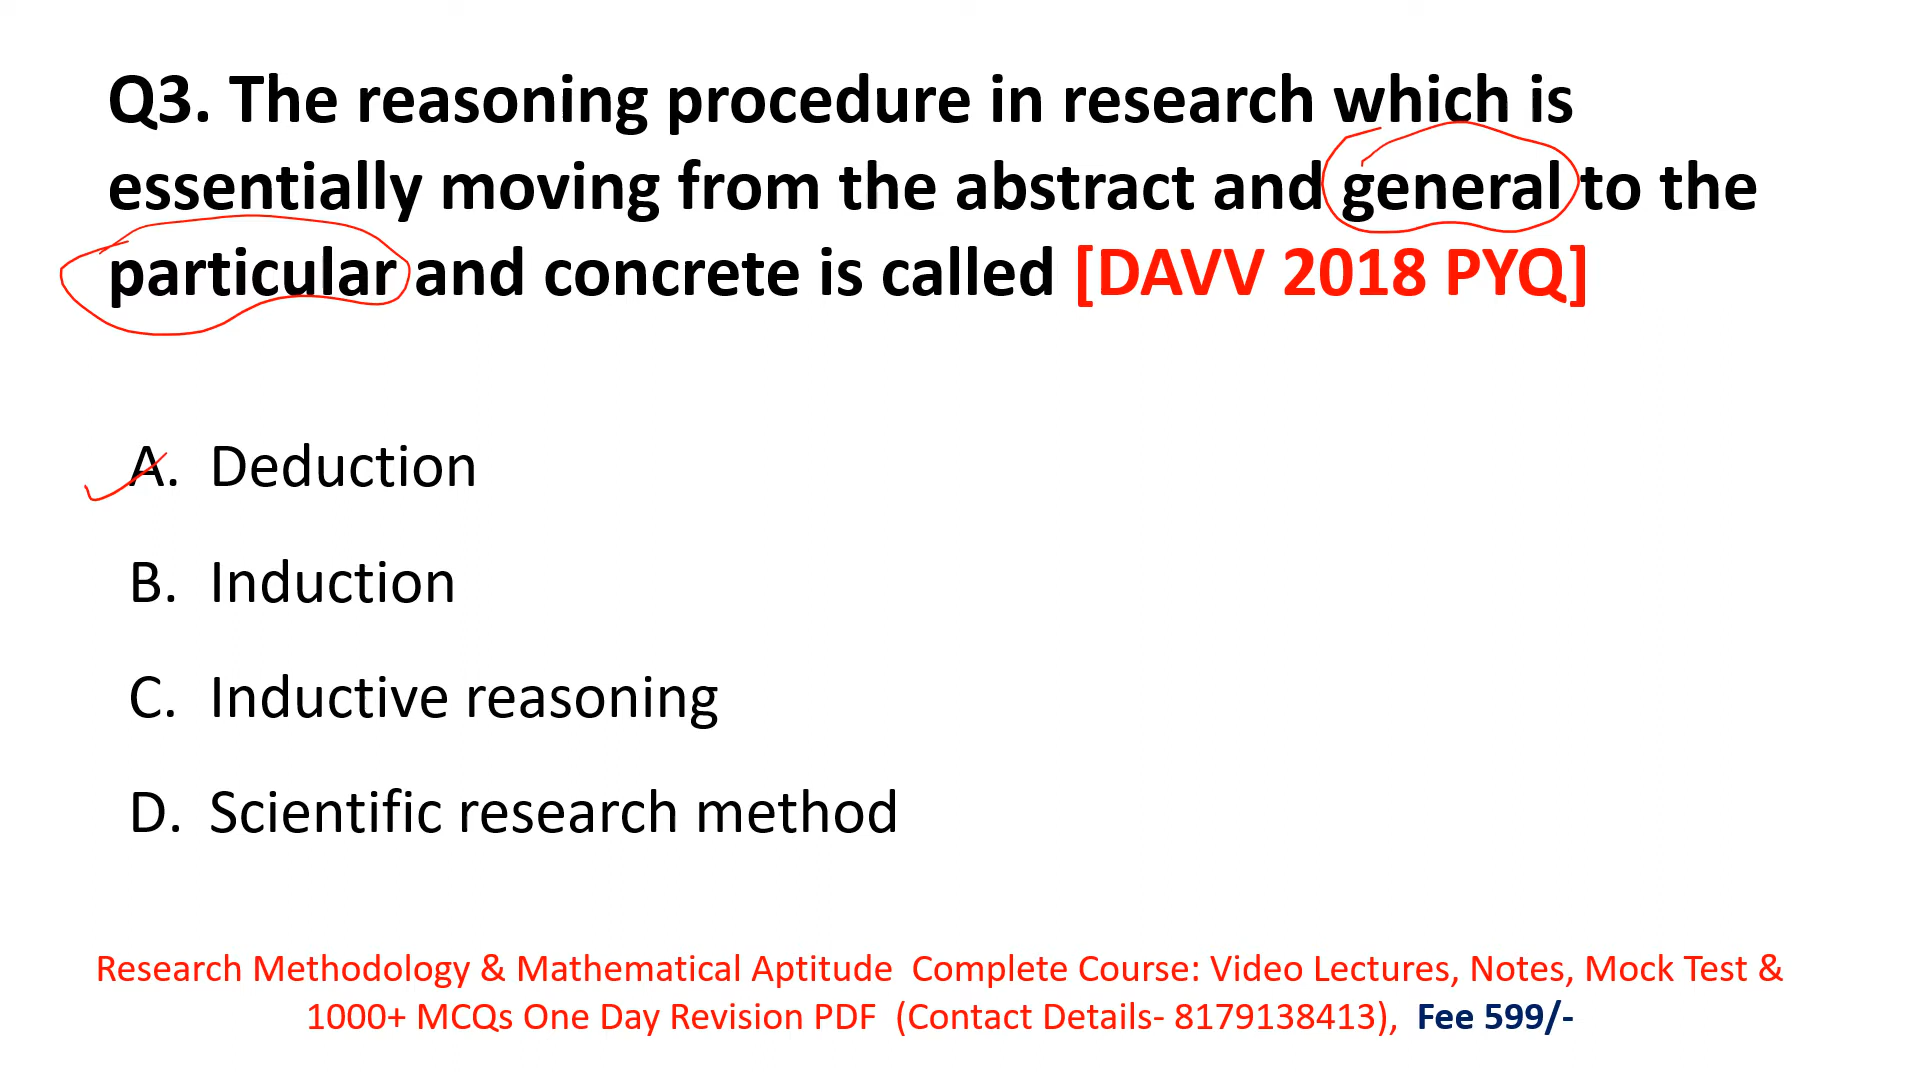 Q3. The reasoning procedure in research which is
essentially moving from the abstract and general to the
particular and concrete is called [DAVV 2018 PYQ]
A. Deduction
B. Induction
C. Inductive reasoning
D. Scientific research method
Research Methodology & Mathematical Aptitude Complete Course: Video Lectures, Notes, Mock Test &
1000+ MCQs One Day Revision PDF (Contact Details- 8179138413), Fee 599/-